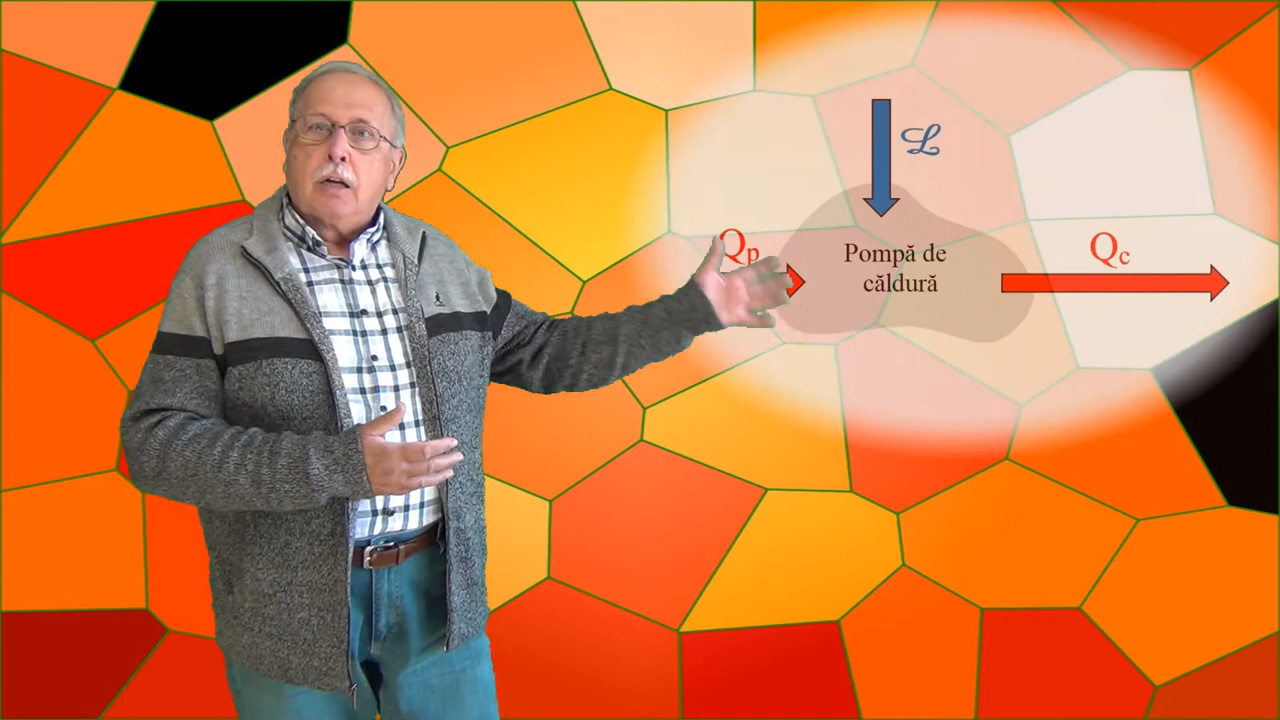 ℒ
Qp
Pompă de
căldură
Qc